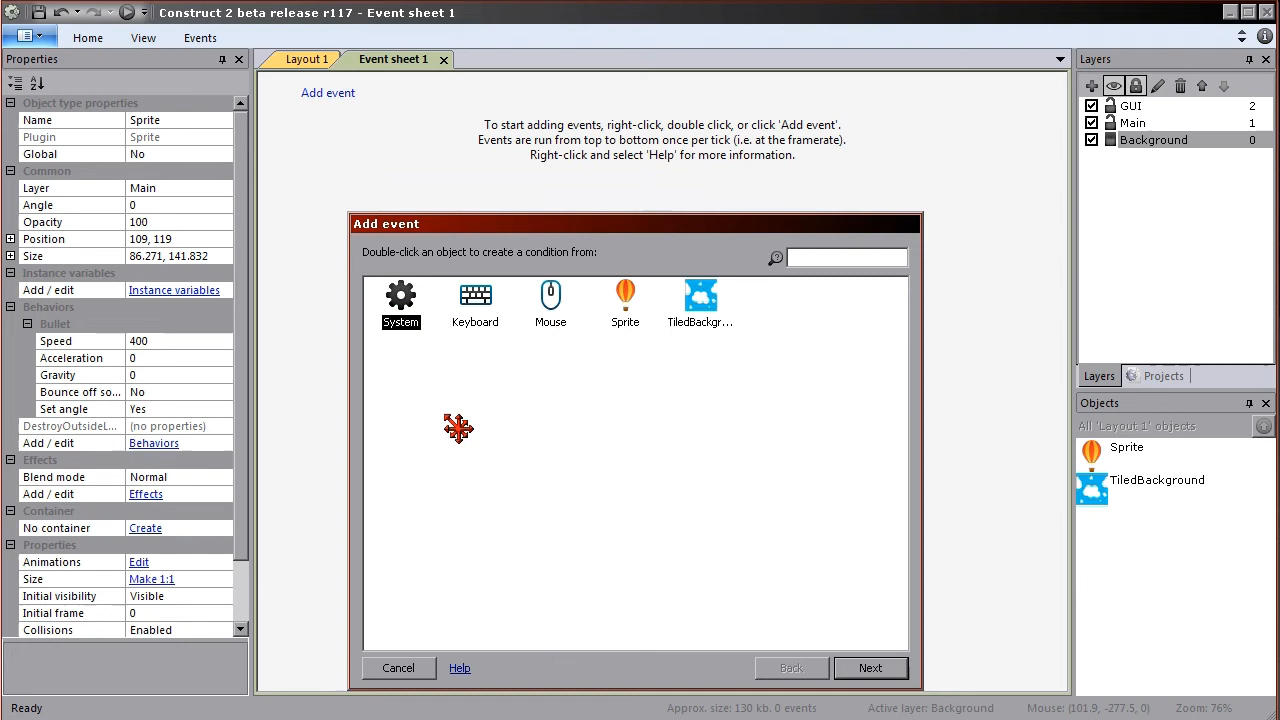 Construct 2 beta release r117 - Event sheet 1
Home View Events
Properties
Object type properties
Name Sprite
Plugin Sprite
Global No
Common
Layer Main
Angle 0
Opacity 100
Position 109, 119
Size 86.271, 141.832
Instance variables
Add / edit Instance variables
Behaviors
Bullet
Speed 400
Acceleration 0
Gravity 0
Bounce off so... No
Set angle Yes
DestroyOutsideL... (no properties)
Add / edit Behaviors
Effects
Blend mode Normal
Add / edit Effects
Container
No container Create
Properties
Animations Edit
Size Make 1:1
Initial visibility Visible
Initial frame 0
Collisions Enabled
Layout 1 Event sheet 1
Add event
To start adding events, right-click, double click, or click 'Add event'.
Events are run from top to bottom once per tick (i.e. at the framerate).
Right-click and select 'Help' for more information.
Add event
Double-click an object to create a condition from:
System Keyboard Mouse Sprite TiledBackgr...
Cancel Help Back Next
Layers
GUI 2
Main 1
Background 0
Layers Projects
Objects
All 'Layout 1' objects
Sprite
TiledBackground
Ready Approx. size: 130 kb. 0 events Active layer: Background Mouse: (101.9, -277.5, 0) Zoom: 76%